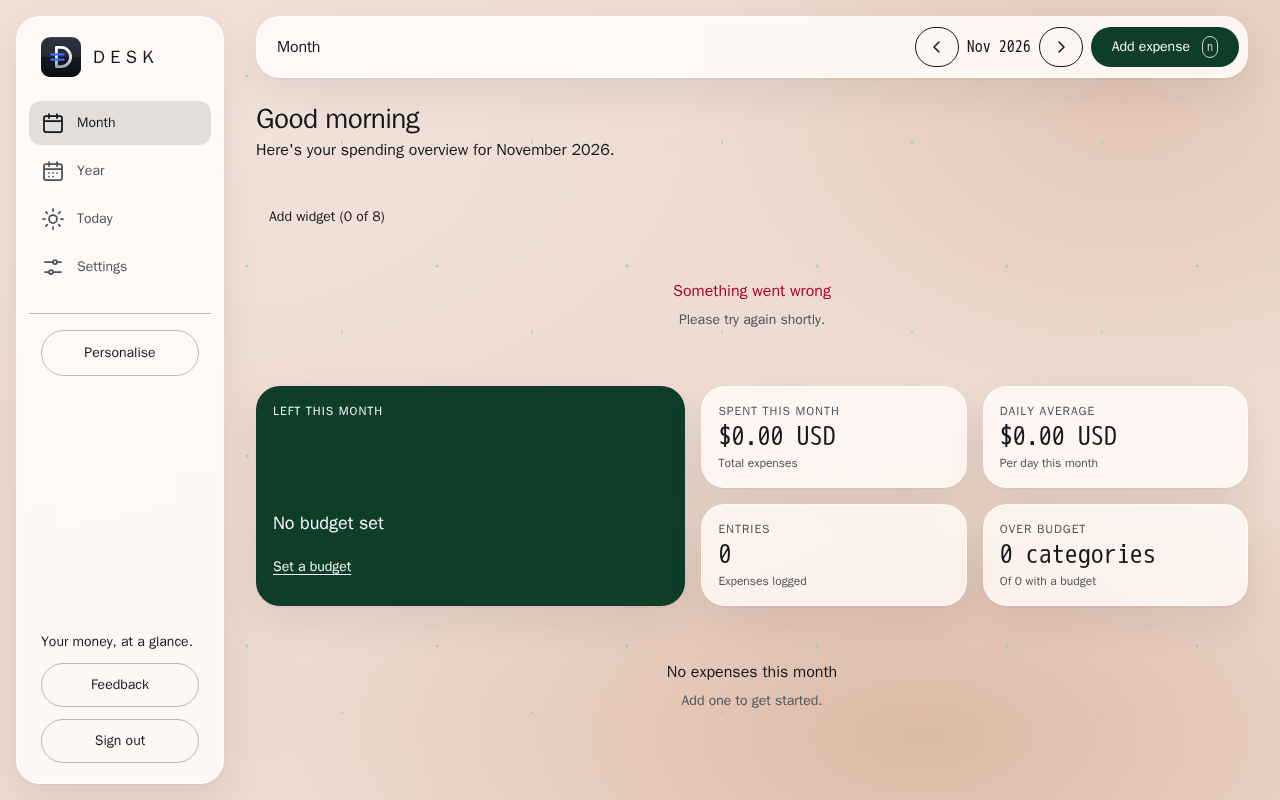 DESK
Month
Year
Today
Settings
Personalise
Your money, at a glance.
Feedback
Sign out
Month
Nov 2026
Add expense n
Good morning
Here's your spending overview for November 2026.
Add widget (0 of 8)
Something went wrong
Please try again shortly.
LEFT THIS MONTH
No budget set
Set a budget
SPENT THIS MONTH
$0.00 USD
Total expenses
DAILY AVERAGE
$0.00 USD
Per day this month
ENTRIES
0
Expenses logged
OVER BUDGET
0 categories
Of 0 with a budget
No expenses this month
Add one to get started.